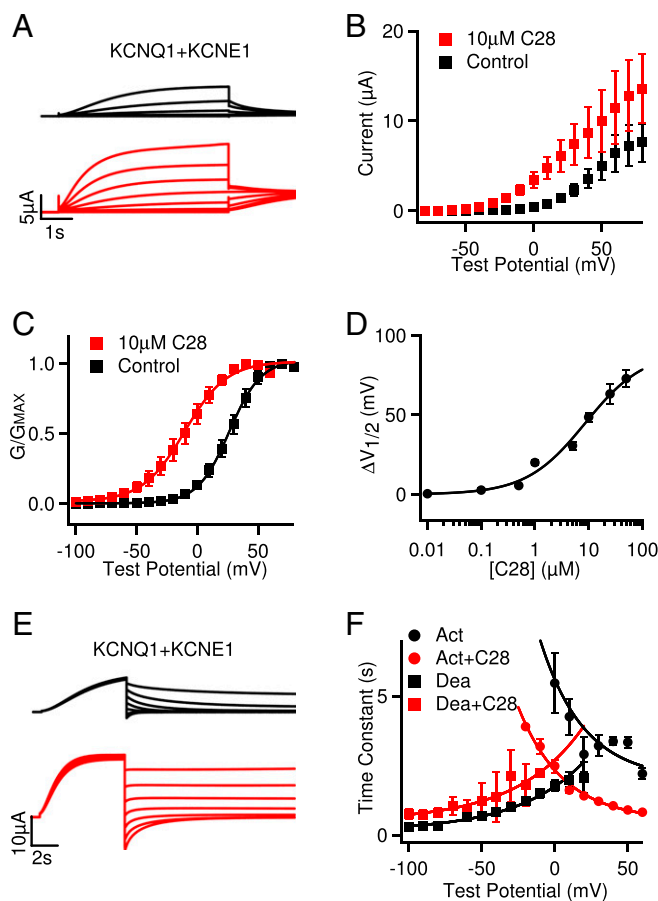 A
KCNQ1+KCNE1
5µA
1s
B
10µM C28
Control
Current (µA)
20
10
0
-50
0
50
Test Potential (mV)
C
10µM C28
Control
G/GMAX
1.0
0.5
0.0
-100
-50
0
50
Test Potential (mV)
D
ΔV1/2 (mV)
100
50
0
0.01
0.1
1
10
100
[C28] (µM)
E
KCNQ1+KCNE1
10µA
2s
F
Act
Act+C28
Dea
Dea+C28
Time Constant (s)
5
0
-100
-50
0
50
Test Potential (mV)